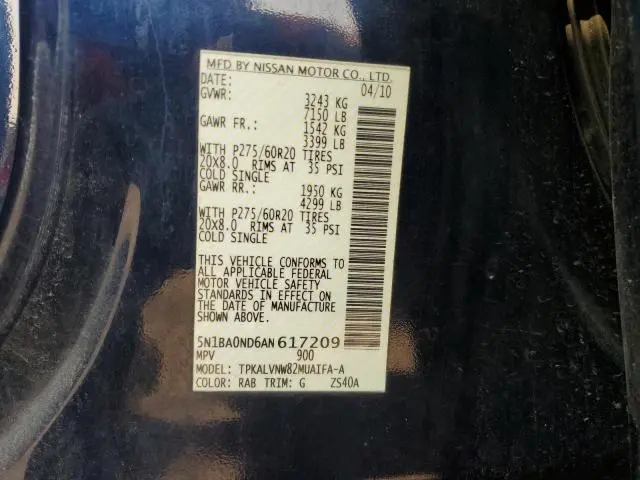 MFD BY NISSAN MOTOR CO., LTD.
DATE: 04/10
GVWR: 3243 KG
7150 LB
GAWR FR.: 1542 KG
3399 LB
WITH P275/60R20 TIRES
20X8.0 RIMS AT 35 PSI
COLD SINGLE
GAWR RR.: 1950 KG
4299 LB
WITH P275/60R20 TIRES
20X8.0 RIMS AT 35 PSI
COLD SINGLE
THIS VEHICLE CONFORMS TO
ALL APPLICABLE FEDERAL
MOTOR VEHICLE SAFETY
STANDARDS IN EFFECT ON
THE DATE OF MANUFACTURE
SHOWN ABOVE.
5N1BA0ND6AN617209
MPV 900
MODEL: TPKALVNW82MUAIFA-A
COLOR: RAB TRIM: G ZS40A